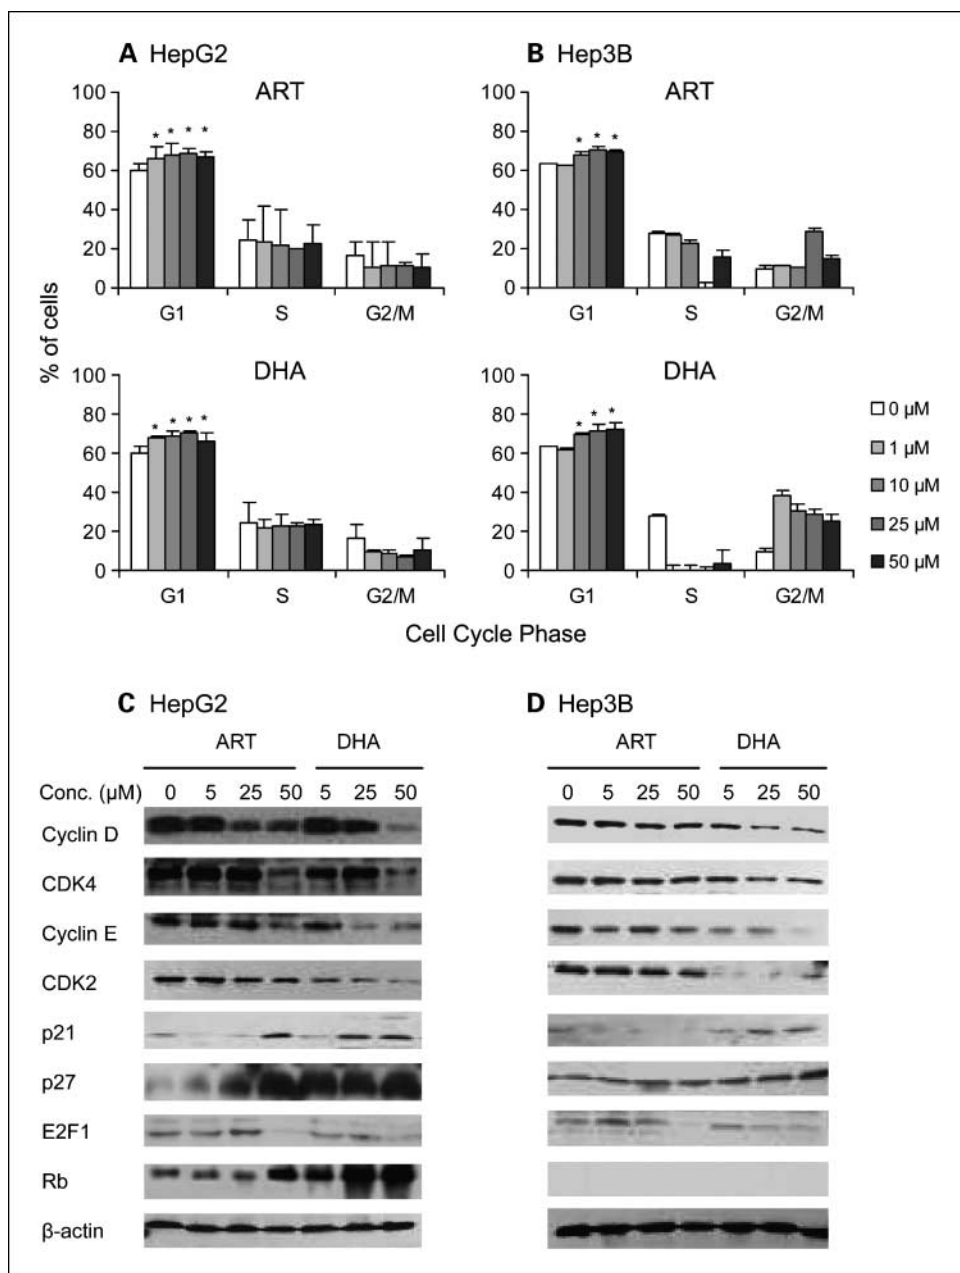 A HepG2
B Hep3B
% of cells
ART
100
80
60
40
20
0
* * * *
G1 S G2/M
ART
100
80
60
40
20
0
* * *
G1 S G2/M
DHA
100
80
60
40
20
0
* * * *
G1 S G2/M
DHA
100
80
60
40
20
0
* * *
G1 S G2/M
0 µM
1 µM
10 µM
25 µM
50 µM
Cell Cycle Phase
C HepG2
D Hep3B
ART DHA
ART DHA
Conc. (µM) 0 5 25 50 5 25 50
0 5 25 50 5 25 50
Cyclin D
CDK4
Cyclin E
CDK2
p21
p27
E2F1
Rb
β-actin